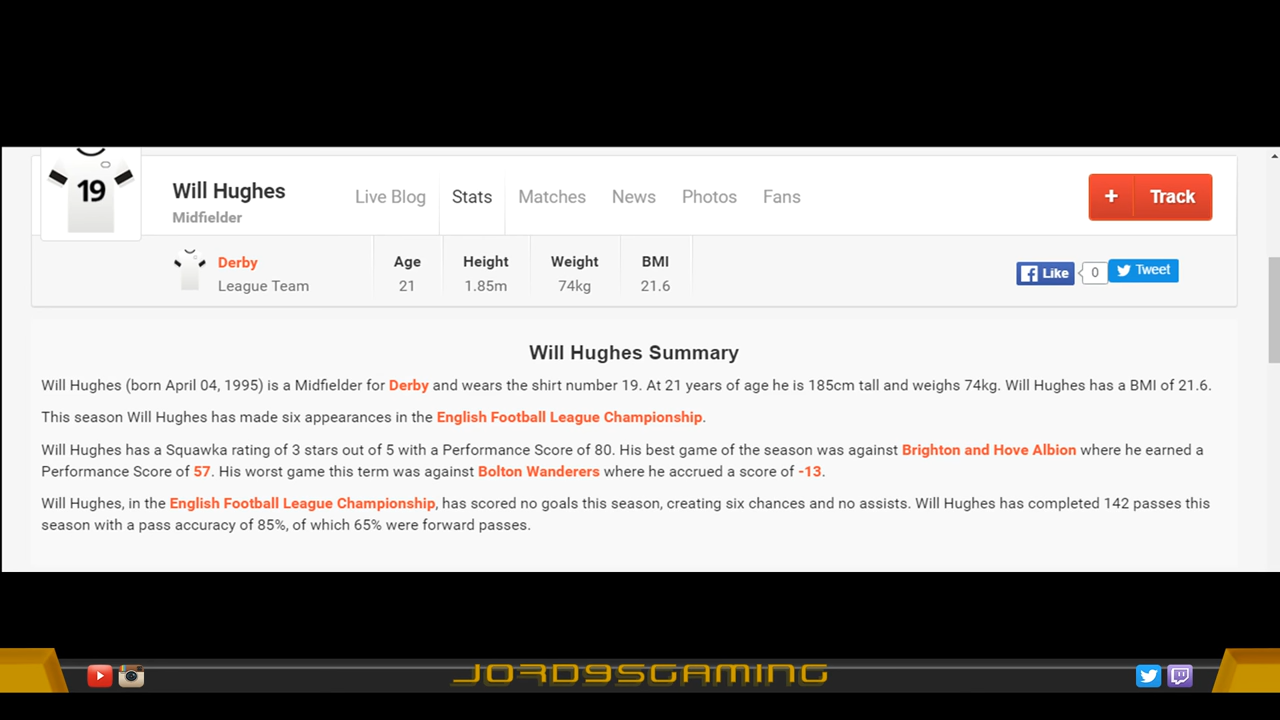 19
Will Hughes
Midfielder
Live Blog Stats Matches News Photos Fans
+ Track
Derby
League Team
Age Height Weight BMI
21 1.85m 74kg 21.6
Like 0 Tweet
Will Hughes Summary
Will Hughes (born April 04, 1995) is a Midfielder for Derby and wears the shirt number 19. At 21 years of age he is 185cm tall and weighs 74kg. Will Hughes has a BMI of 21.6.
This season Will Hughes has made six appearances in the English Football League Championship.
Will Hughes has a Squawka rating of 3 stars out of 5 with a Performance Score of 80. His best game of the season was against Brighton and Hove Albion where he earned a
Performance Score of 57. His worst game this term was against Bolton Wanderers where he accrued a score of -13.
Will Hughes, in the English Football League Championship, has scored no goals this season, creating six chances and no assists. Will Hughes has completed 142 passes this
season with a pass accuracy of 85%, of which 65% were forward passes.
JORD95GAMING